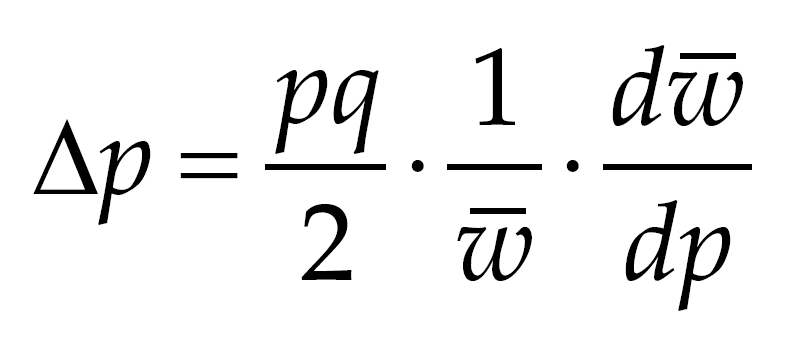 Δp = pq/2 · 1/w̅ · dw̅/dp